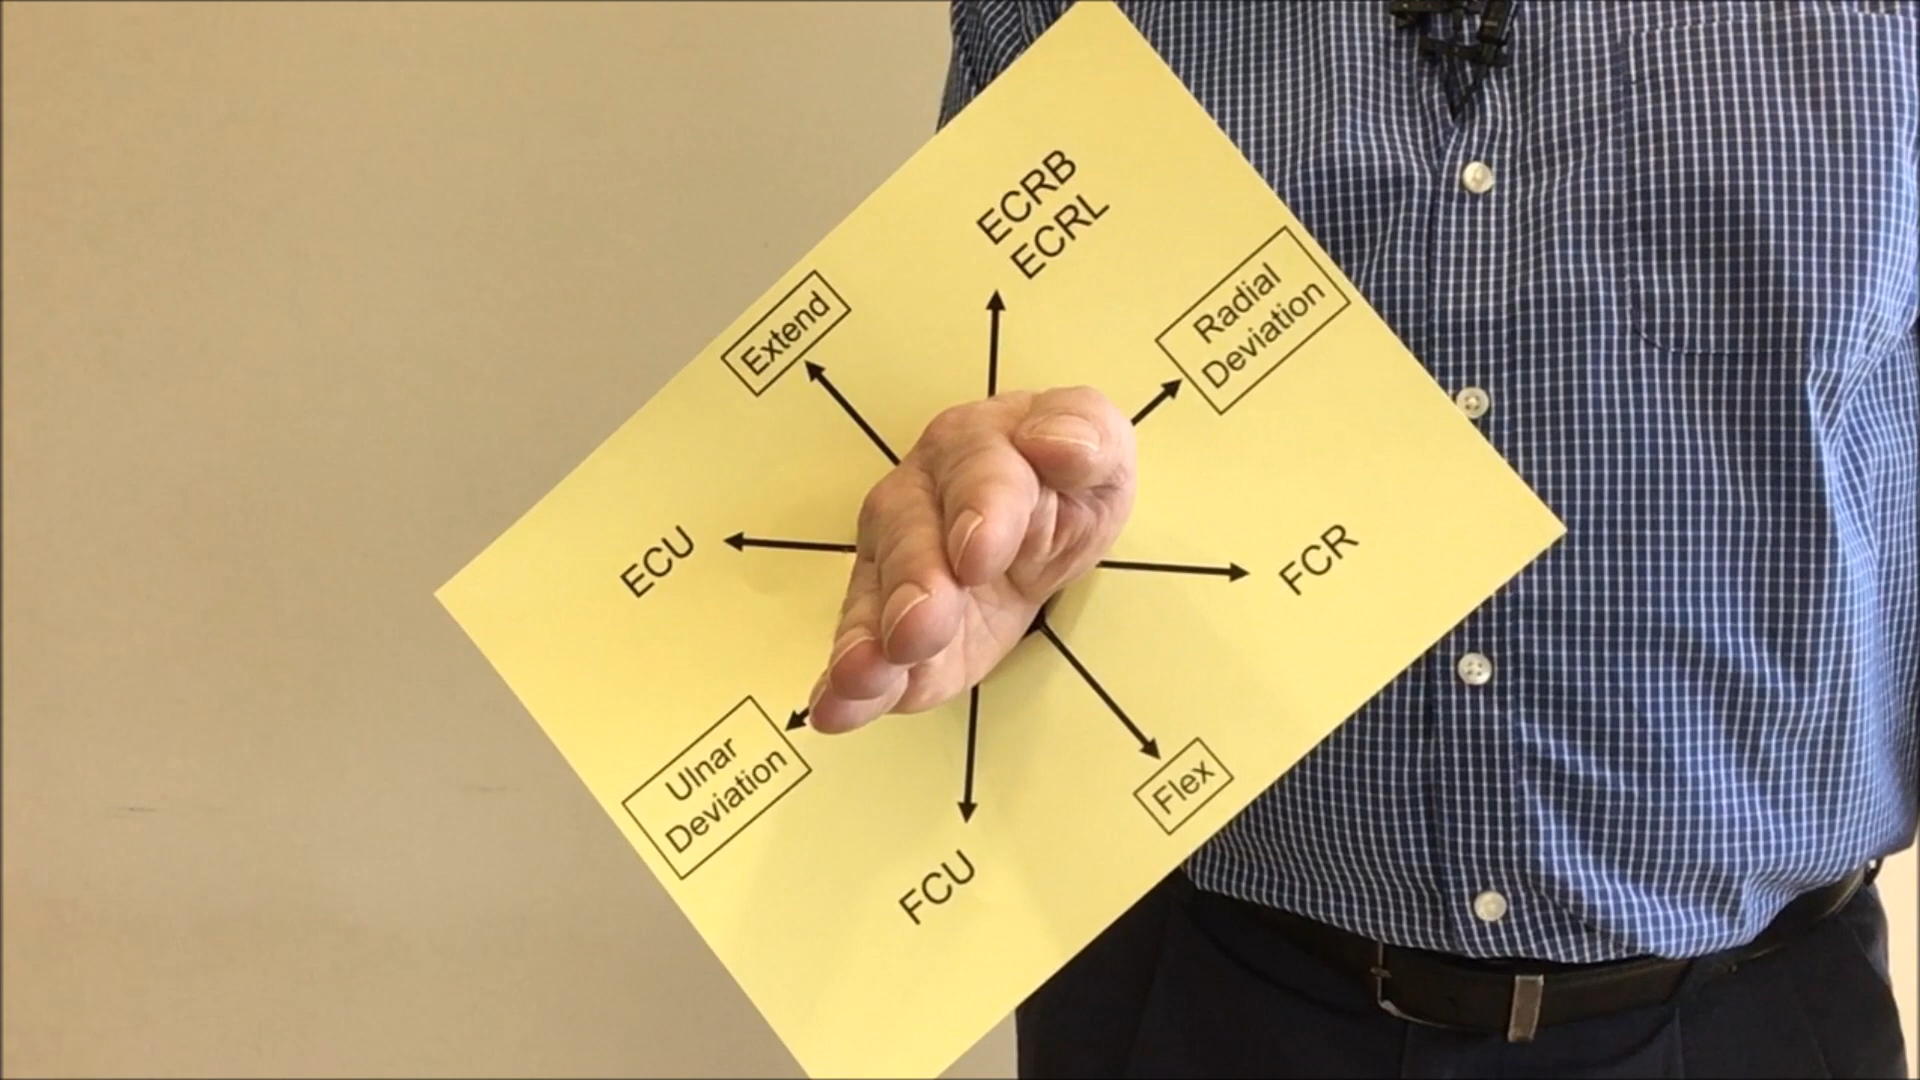 ECRB
ECRL
Extend
Radial
Deviation
ECU
FCR
Ulnar
Deviation
Flex
FCU